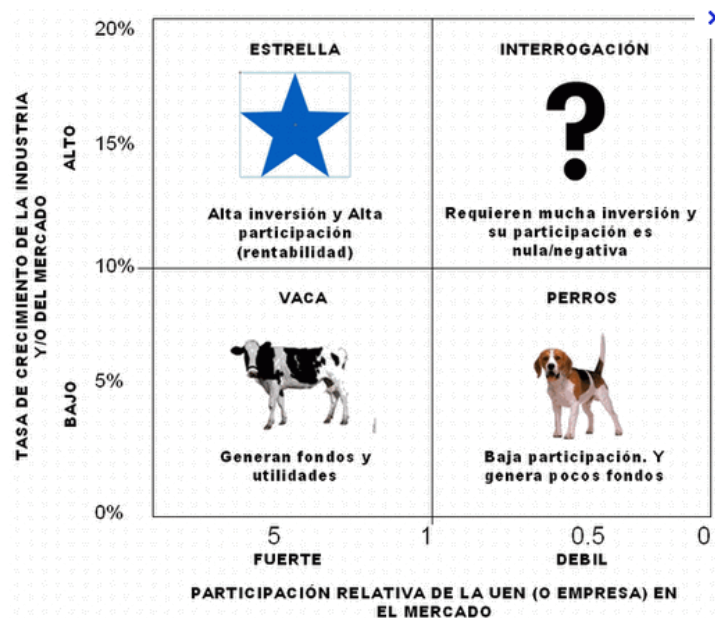 20%
ESTRELLA
INTERROGACIÓN
?
15%
ALTO
Alta inversión y Alta
participación
(rentabilidad)
Requieren mucha inversión y
su participación es
nula/negativa
TASA DE CRECIMIENTO DE LA INDUSTRIA
Y/O DEL MERCADO
10%
VACA
PERROS
5%
BAJO
Generan fondos y
utilidades
Baja participación. Y
genera pocos fondos
0%
5
1
0.5
0
FUERTE
DEBIL
PARTICIPACIÓN RELATIVA DE LA UEN (O EMPRESA) EN
EL MERCADO